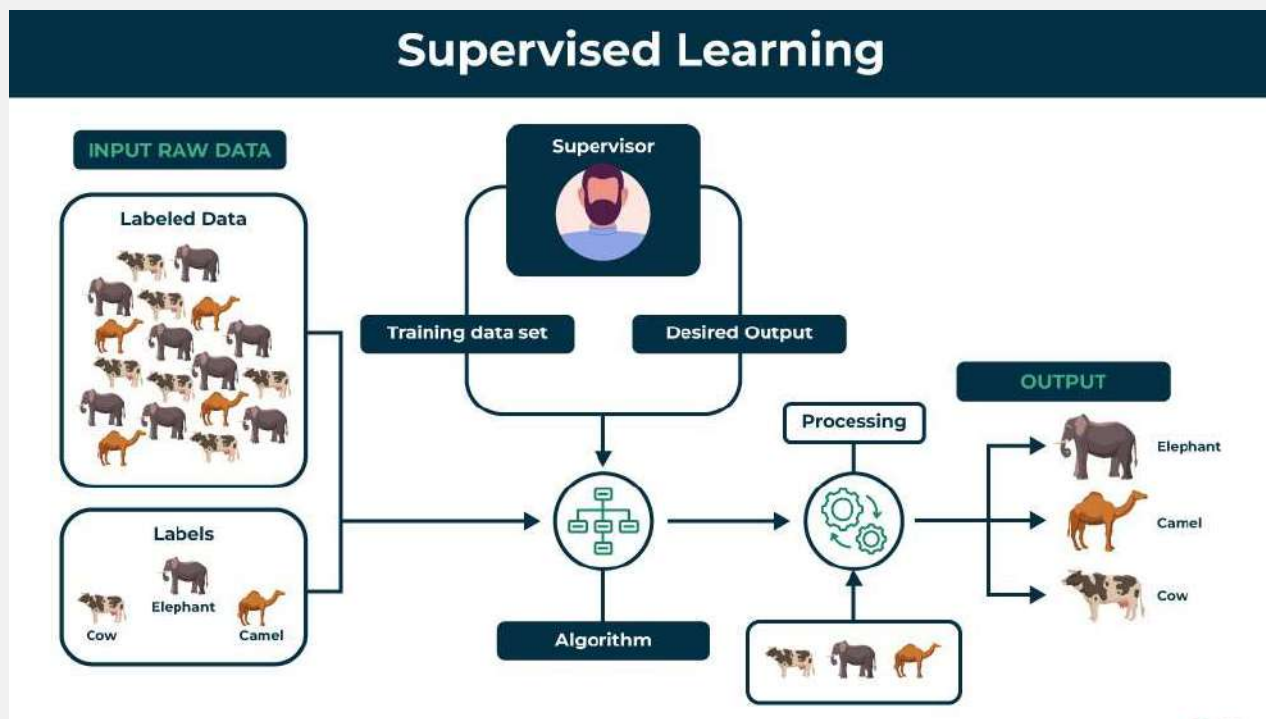 Supervised Learning
INPUT RAW DATA
Labeled Data
Labels
Elephant
Cow
Camel
Supervisor
Training data set
Desired Output
Algorithm
Processing
OUTPUT
Elephant
Camel
Cow